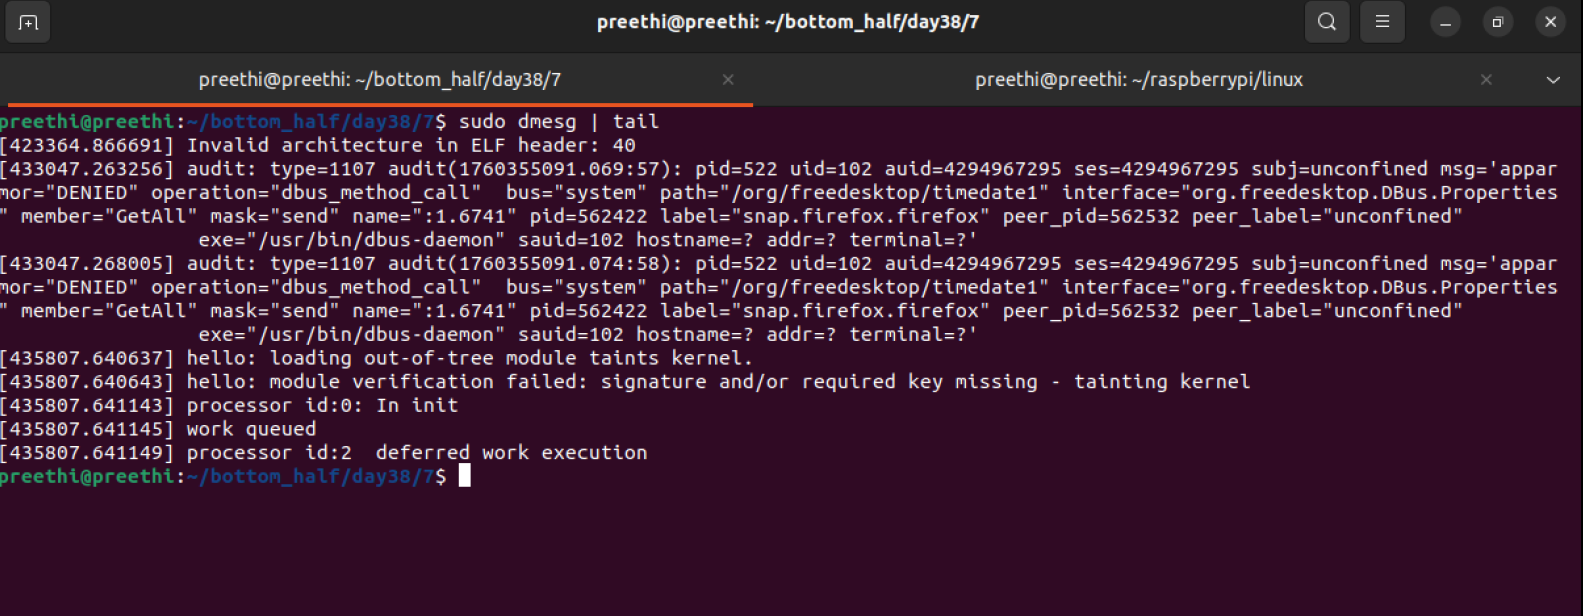 preethi@preethi: ~/bottom_half/day38/7
preethi@preethi: ~/bottom_half/day38/7
preethi@preethi: ~/raspberrypi/linux
preethi@preethi:~/bottom_half/day38/7$ sudo dmesg | tail
[423364.866691] Invalid architecture in ELF header: 40
[433047.263256] audit: type=1107 audit(1760355091.069:57): pid=522 uid=102 auid=4294967295 ses=4294967295 subj=unconfined msg='appar
mor="DENIED" operation="dbus_method_call"  bus="system" path="/org/freedesktop/timedate1" interface="org.freedesktop.DBus.Properties
" member="GetAll" mask="send" name=":1.6741" pid=562422 label="snap.firefox.firefox" peer_pid=562532 peer_label="unconfined"
exe="/usr/bin/dbus-daemon" sauid=102 hostname=? addr=? terminal=?'
[433047.268005] audit: type=1107 audit(1760355091.074:58): pid=522 uid=102 auid=4294967295 ses=4294967295 subj=unconfined msg='appar
mor="DENIED" operation="dbus_method_call"  bus="system" path="/org/freedesktop/timedate1" interface="org.freedesktop.DBus.Properties
" member="GetAll" mask="send" name=":1.6741" pid=562422 label="snap.firefox.firefox" peer_pid=562532 peer_label="unconfined"
exe="/usr/bin/dbus-daemon" sauid=102 hostname=? addr=? terminal=?'
[435807.640637] hello: loading out-of-tree module taints kernel.
[435807.640643] hello: module verification failed: signature and/or required key missing - tainting kernel
[435807.641143] processor id:0: In init
[435807.641145] work queued
[435807.641149] processor id:2  deferred work execution
preethi@preethi:~/bottom_half/day38/7$